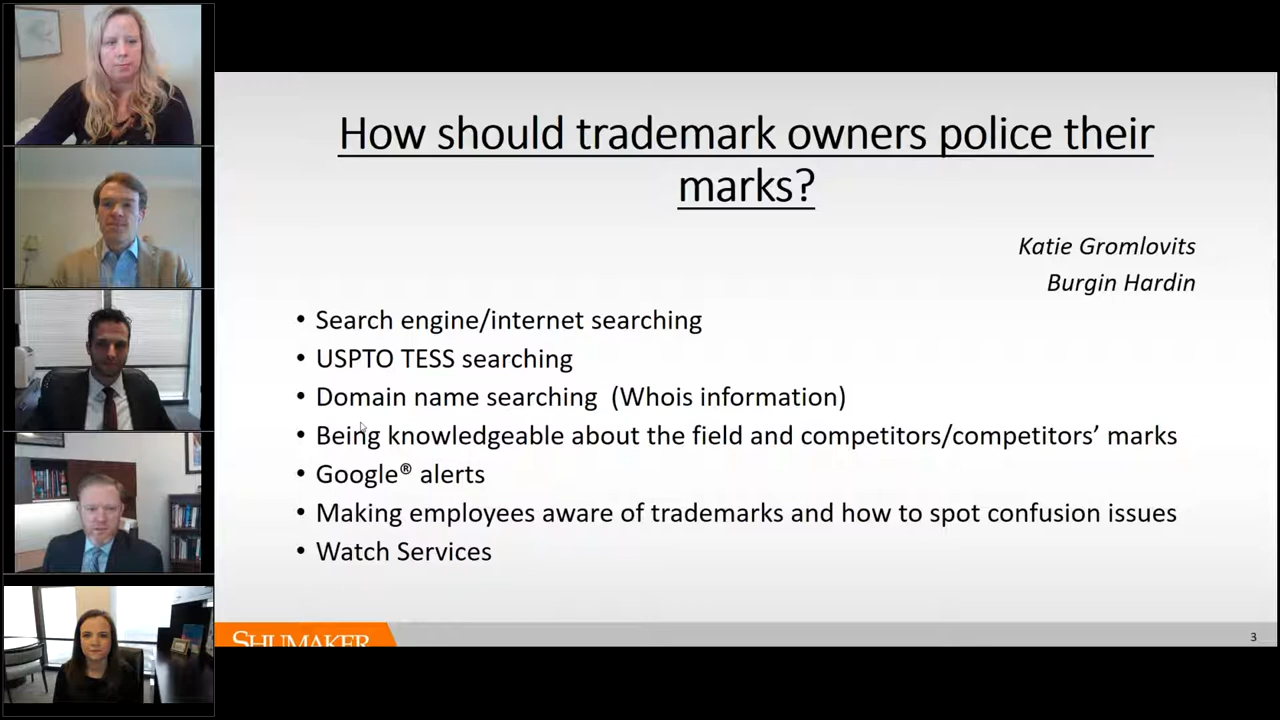 How should trademark owners police their
marks?
Katie Gromlovits
Burgin Hardin
• Search engine/internet searching
• USPTO TESS searching
• Domain name searching  (Whois information)
• Being knowledgeable about the field and competitors/competitors’ marks
• Google® alerts
• Making employees aware of trademarks and how to spot confusion issues
• Watch Services
SHUMAKER
3